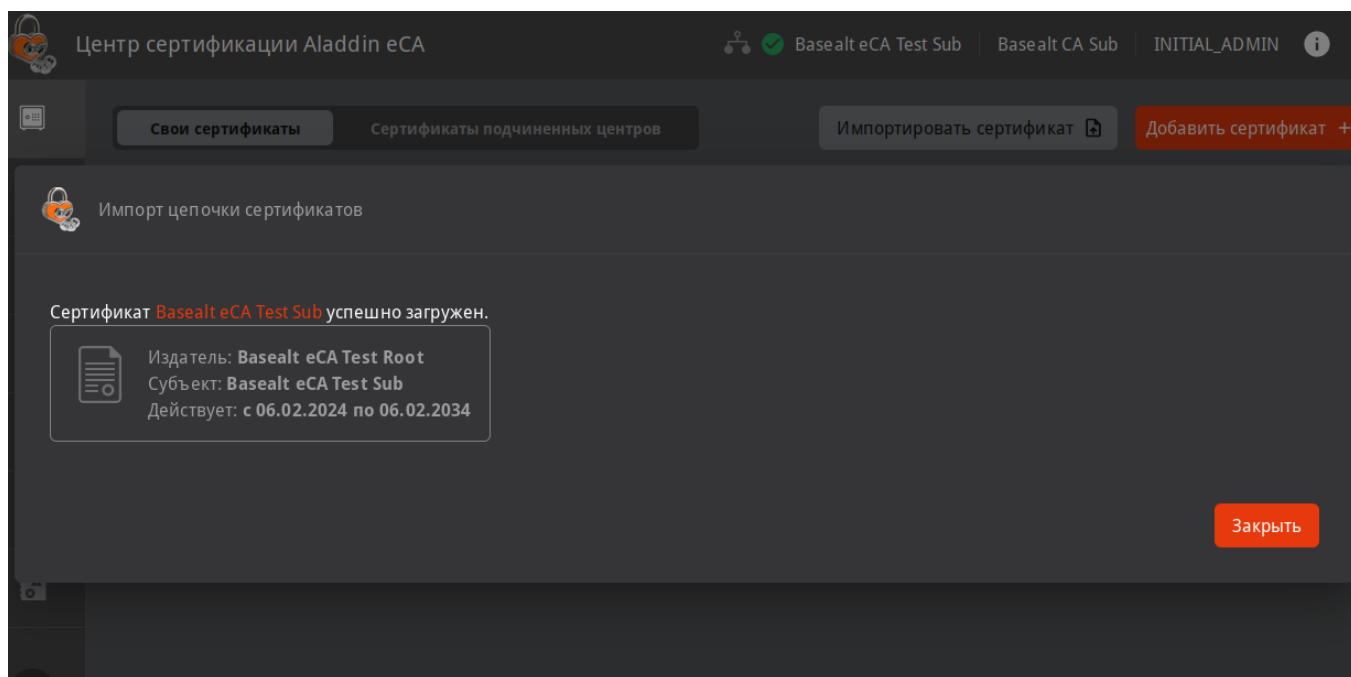 Центр сертификации Aladdin eCA
Basealt eCA Test Sub
Basealt CA Sub
INITIAL_ADMIN
Свои сертификаты
Сертификаты подчиненных центров
Импортировать сертификат
Добавить сертификат +
Импорт цепочки сертификатов
Сертификат Basealt eCA Test Sub успешно загружен.
Издатель: Basealt eCA Test Root
Субъект: Basealt eCA Test Sub
Действует: с 06.02.2024 по 06.02.2034
Закрыть